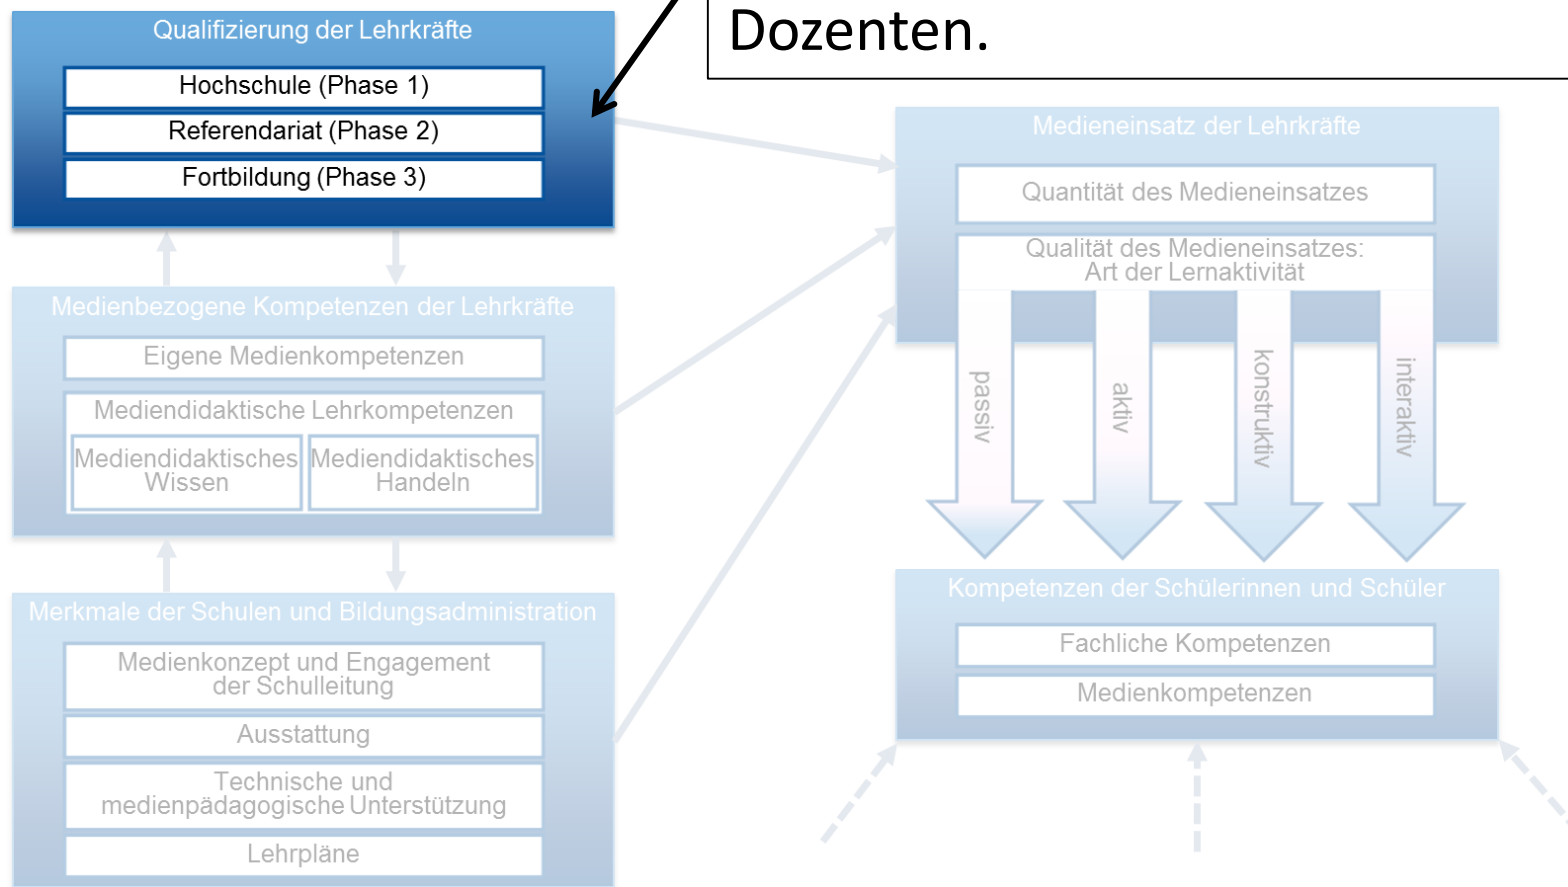 Dozenten.
Qualifizierung der Lehrkräfte
Hochschule (Phase 1)
Referendariat (Phase 2)
Fortbildung (Phase 3)
Medienbezogene Kompetenzen der Lehrkräfte
Eigene Medienkompetenzen
Mediendidaktische Lehrkompetenzen
Mediendidaktisches
Wissen
Mediendidaktisches
Handeln
Merkmale der Schulen und Bildungsadministration
Medienkonzept und Engagement
der Schulleitung
Ausstattung
Technische und
medienpädagogische Unterstützung
Lehrpläne
Medieneinsatz der Lehrkräfte
Quantität des Medieneinsatzes
Qualität des Medieneinsatzes:
Art der Lernaktivität
passiv
aktiv
konstruktiv
interaktiv
Kompetenzen der Schülerinnen und Schüler
Fachliche Kompetenzen
Medienkompetenzen